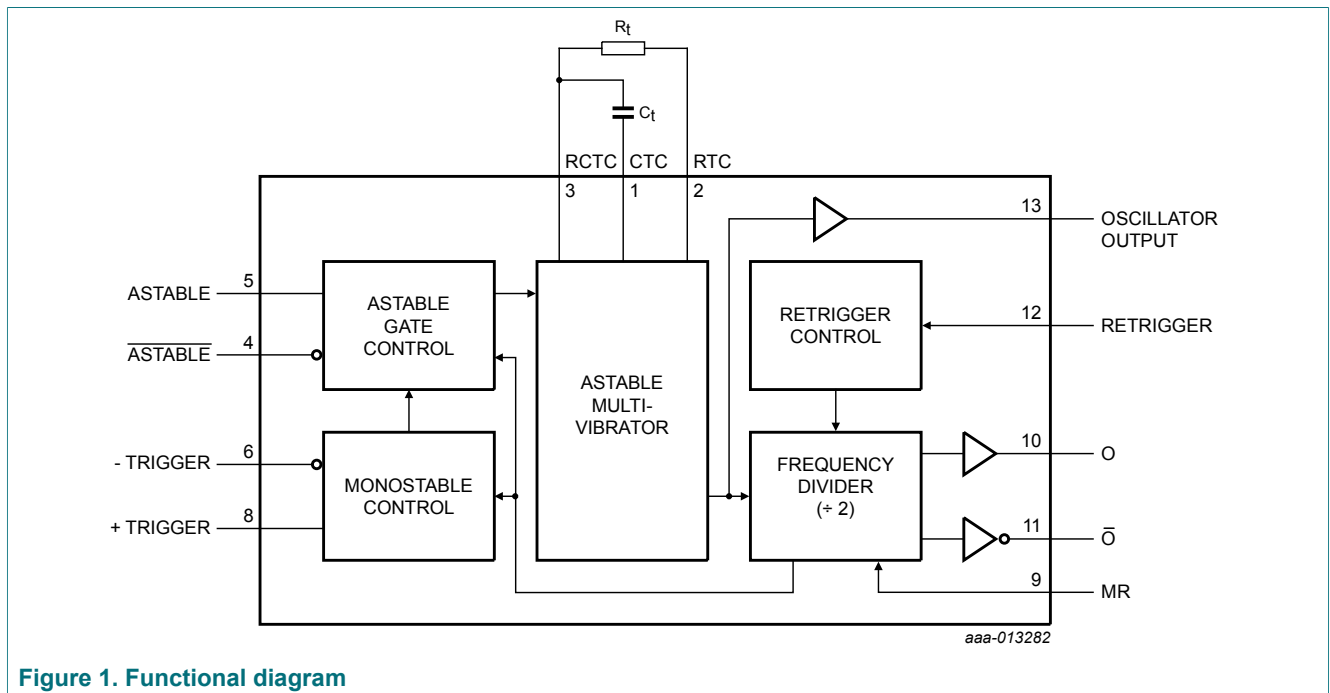 Rt
Ct
RCTC CTC RTC
3 1 2
13 OSCILLATOR
OUTPUT
ASTABLE 5
ASTABLE
GATE
CONTROL
RETRIGGER
CONTROL
12 RETRIGGER
A̅S̅T̅A̅B̅L̅E̅ 4
ASTABLE
MULTI-
VIBRATOR
- TRIGGER 6
MONOSTABLE
CONTROL
FREQUENCY
DIVIDER
(÷ 2)
10 O
+ TRIGGER 8
11 O̅
9 MR
aaa-013282
Figure 1. Functional diagram